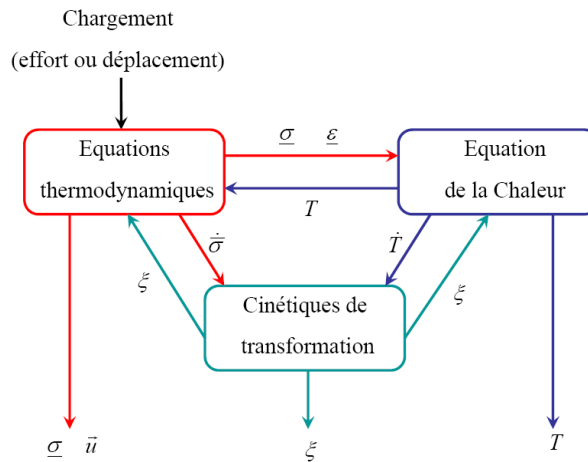 Chargement
(effort ou déplacement)
Equations
thermodynamiques
σ ε
T
Equation
de la Chaleur
σ̇
Ṫ
ξ
ξ
Cinétiques de
transformation
σ u⃗
ξ
T